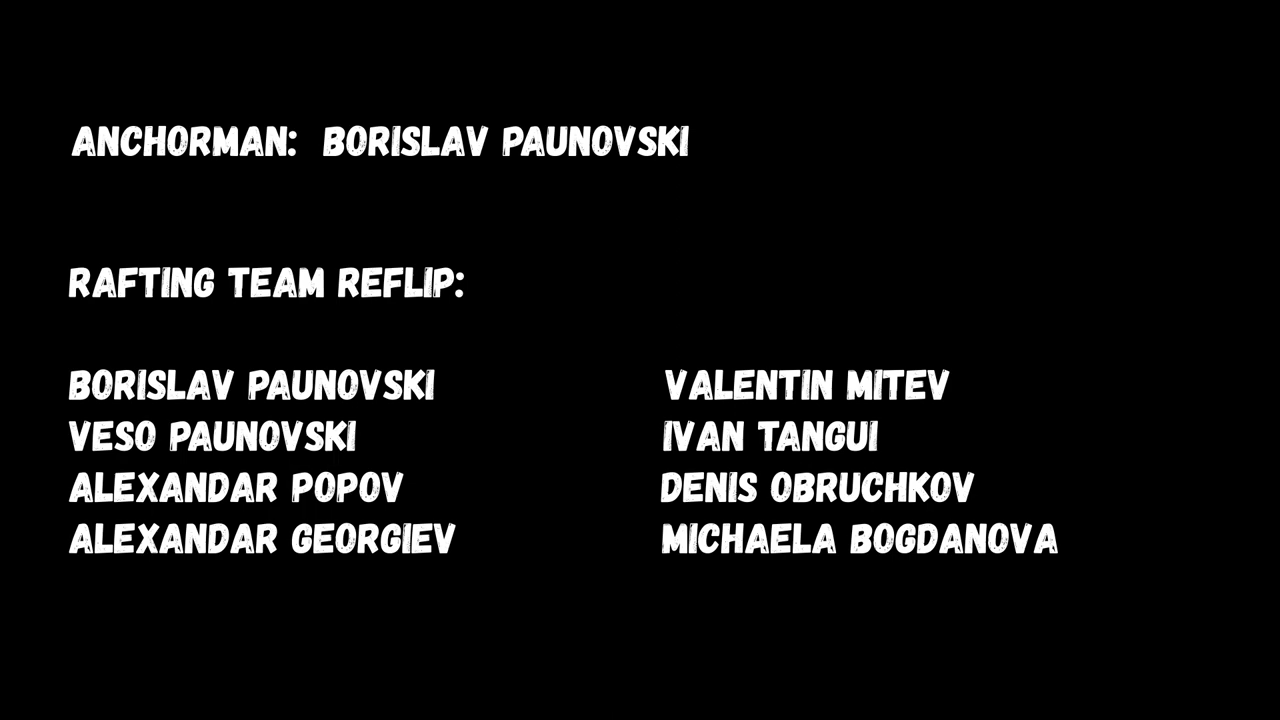 ANCHORMAN: BORISLAV PAUNOVSKI
RAFTING TEAM REFLIP:
BORISLAV PAUNOVSKI
VESO PAUNOVSKI
ALEXANDAR POPOV
ALEXANDAR GEORGIEV
VALENTIN MITEV
IVAN TANGUI
DENIS OBRUCHKOV
MICHAELA BOGDANOVA